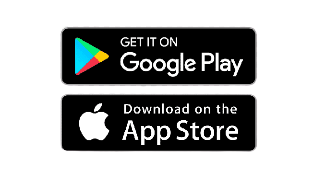 GET IT ON
Google Play
Download on the
App Store